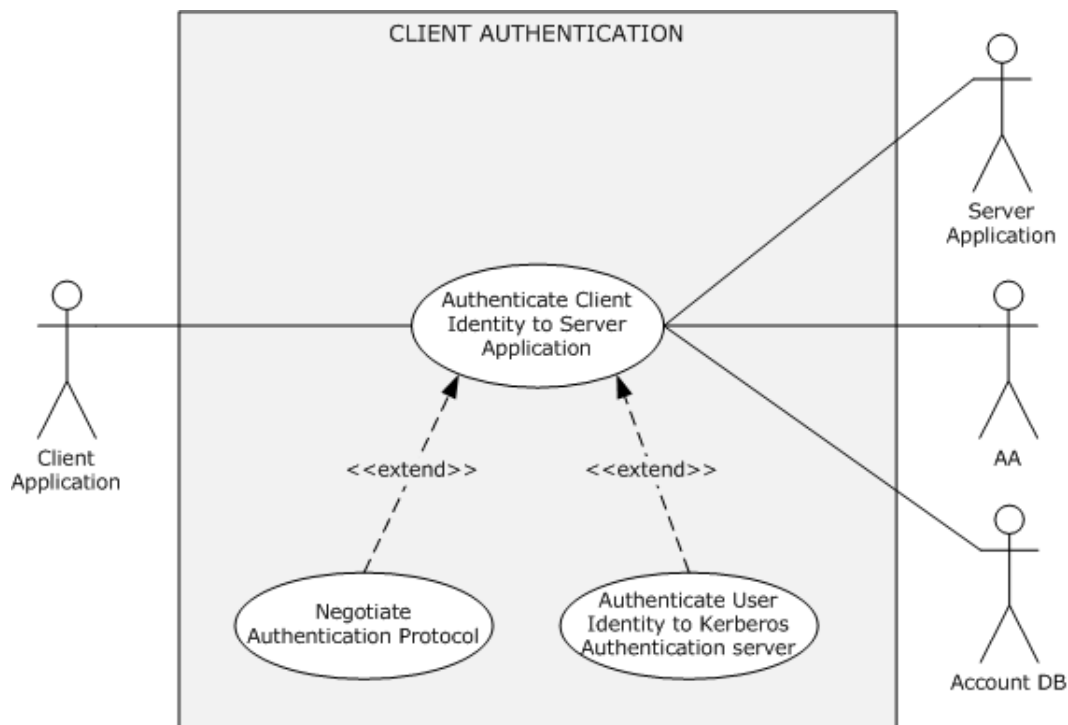 CLIENT AUTHENTICATION
Server
Application
Authenticate Client
Identity to Server
Application
Client
Application
AA
<<extend>>
<<extend>>
Negotiate
Authentication Protocol
Authenticate User
Identity to Kerberos
Authentication server
Account DB